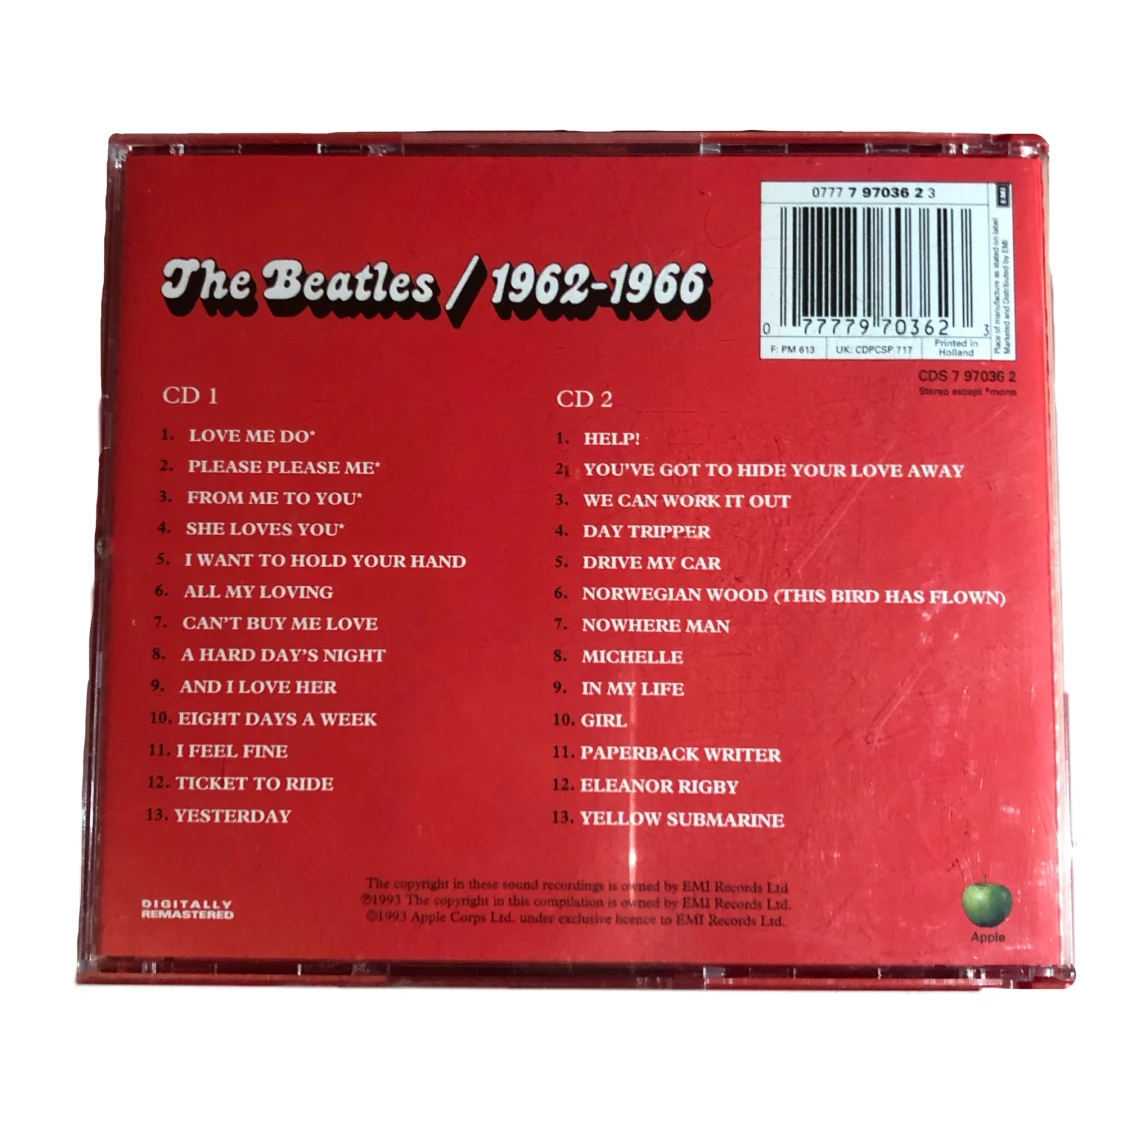 0777 7 97036 2 3
EMI
Place of manufacture as stated on label
Marketed and Distributed by EMI
0 77779 70362 3
F: PM 613
UK: CDPCSP 717
Printed in
Holland
The Beatles / 1962-1966
CDS 7 97036 2
Stereo except *mono
CD 1
1. LOVE ME DO*
2. PLEASE PLEASE ME*
3. FROM ME TO YOU*
4. SHE LOVES YOU*
5. I WANT TO HOLD YOUR HAND
6. ALL MY LOVING
7. CAN'T BUY ME LOVE
8. A HARD DAY'S NIGHT
9. AND I LOVE HER
10. EIGHT DAYS A WEEK
11. I FEEL FINE
12. TICKET TO RIDE
13. YESTERDAY
CD 2
1. HELP!
2. YOU'VE GOT TO HIDE YOUR LOVE AWAY
3. WE CAN WORK IT OUT
4. DAY TRIPPER
5. DRIVE MY CAR
6. NORWEGIAN WOOD (THIS BIRD HAS FLOWN)
7. NOWHERE MAN
8. MICHELLE
9. IN MY LIFE
10. GIRL
11. PAPERBACK WRITER
12. ELEANOR RIGBY
13. YELLOW SUBMARINE
DIGITALLY
REMASTERED
The copyright in these sound recordings is owned by EMI Records Ltd
℗1993 The copyright in this compilation is owned by EMI Records Ltd.
©1993 Apple Corps Ltd. under exclusive licence to EMI Records Ltd.
Apple